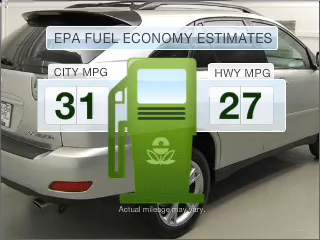 EPA FUEL ECONOMY ESTIMATES
CITY MPG
HWY MPG
31
27
Actual mileage may vary.